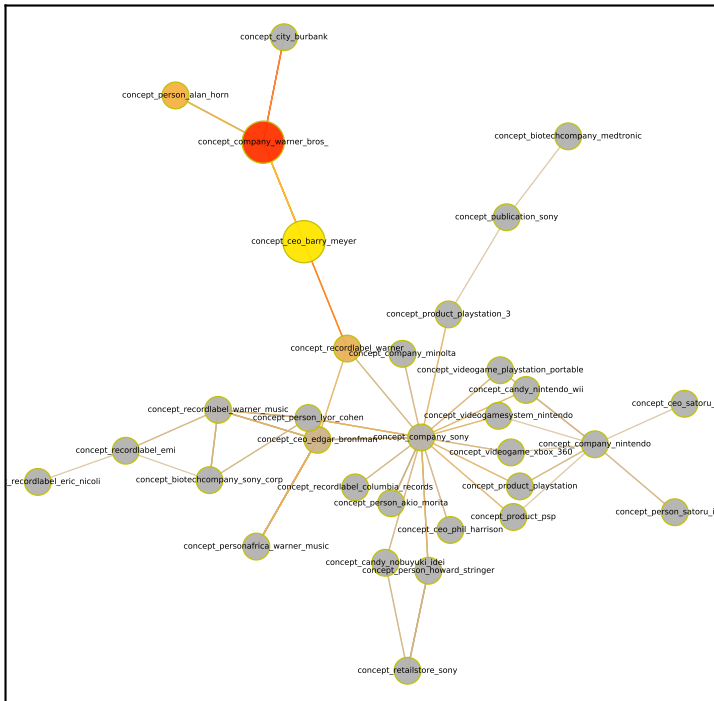 concept_city_burbank
concept_person_alan_horn
concept_company_warner_bros_
concept_biotechcompany_medtronic
concept_publication_sony
concept_ceo_barry_meyer
concept_product_playstation_3
concept_recordlabel_warner
concept_company_minolta
concept_videogame_playstation_portable
concept_candy_nintendo_wii
concept_ceo_satoru_
concept_recordlabel_warner_music
concept_person_lyor_cohen
concept_videogamesystem_nintendo
concept_ceo_edgar_bronfman
concept_company_sony
concept_company_nintendo
concept_recordlabel_emi
concept_videogame_xbox_360
concept_biotechcompany_sony_corp
_recordlabel_eric_nicoli
concept_recordlabel_columbia_records
concept_product_playstation
concept_person_akio_morita
concept_person_satoru_i
concept_product_psp
concept_ceo_phil_harrison
concept_personafrica_warner_music
concept_candy_nobuyuki_idei
concept_person_howard_stringer
concept_retailstore_sony